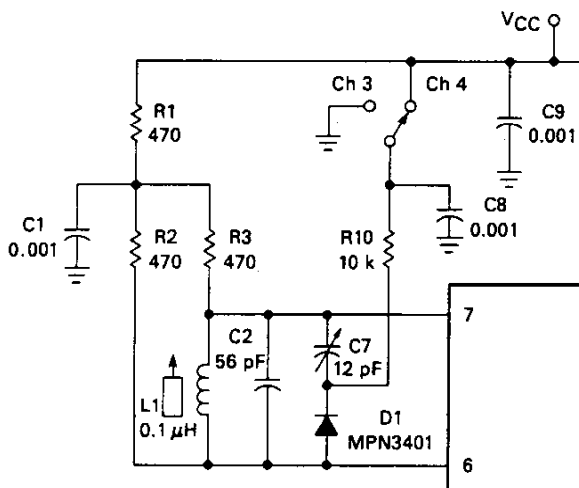 VCC
Ch 3
Ch 4
R1
470
C9
0.001
C1
0.001
R2
470
R3
470
R10
10 k
C8
0.001
7
C2
56 pF
C7
12 pF
L1
0.1 μH
D1
MPN3401
6